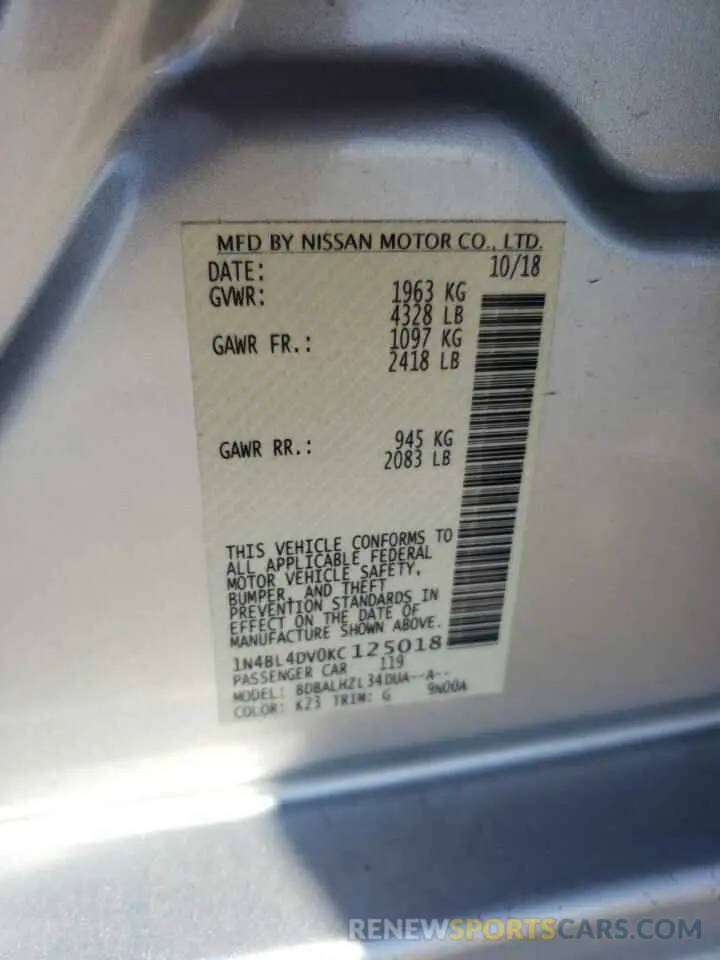 MFD BY NISSAN MOTOR CO., LTD.
DATE: 10/18
GVWR: 1963 KG
4328 LB
GAWR FR.: 1097 KG
2418 LB
GAWR RR.: 945 KG
2083 LB
THIS VEHICLE CONFORMS TO
ALL APPLICABLE FEDERAL
MOTOR VEHICLE SAFETY,
BUMPER, AND THEFT
PREVENTION STANDARDS IN
EFFECT ON THE DATE OF
MANUFACTURE SHOWN ABOVE.
1N4BL4DV0KC125018
PASSENGER CAR 119
MODEL: BDBALHZL34DUA--A--
COLOR: K23 TRIM: G 9N00A
RENEWSPORTSCARS.COM